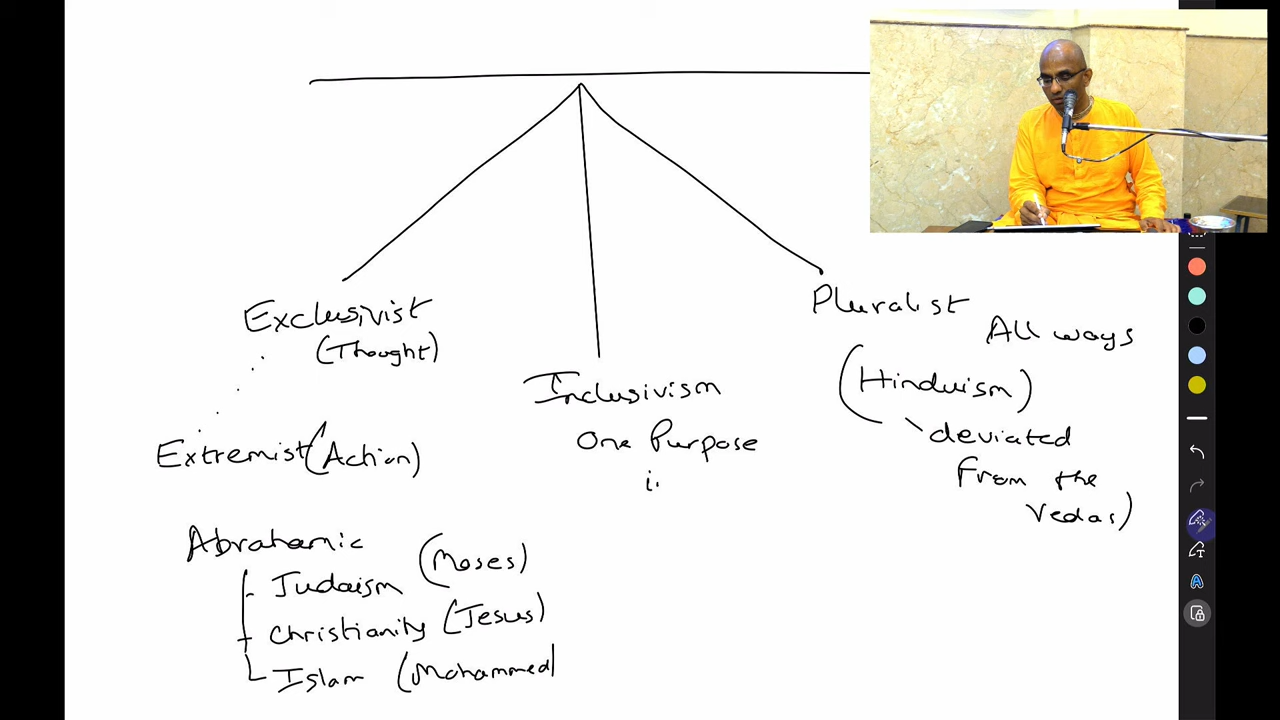 Exclusivist
(Thought)
Extremist (Action)
Abrahamic
Judaism (Moses)
Christianity (Jesus)
Islam (Mohammed
Inclusivism
One Purpose
i.
Pluralist
All ways
(Hinduism)
deviated
From the
Vedas)